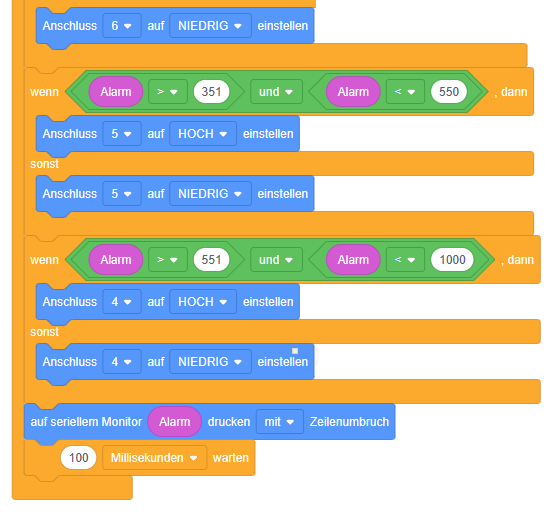 Anschluss 6 auf NIEDRIG einstellen
wenn Alarm > 351 und Alarm < 550 , dann
Anschluss 5 auf HOCH einstellen
sonst
Anschluss 5 auf NIEDRIG einstellen
wenn Alarm > 551 und Alarm < 1000 , dann
Anschluss 4 auf HOCH einstellen
sonst
Anschluss 4 auf NIEDRIG einstellen
auf seriellem Monitor Alarm drucken mit Zeilenumbruch
100 Millisekunden warten